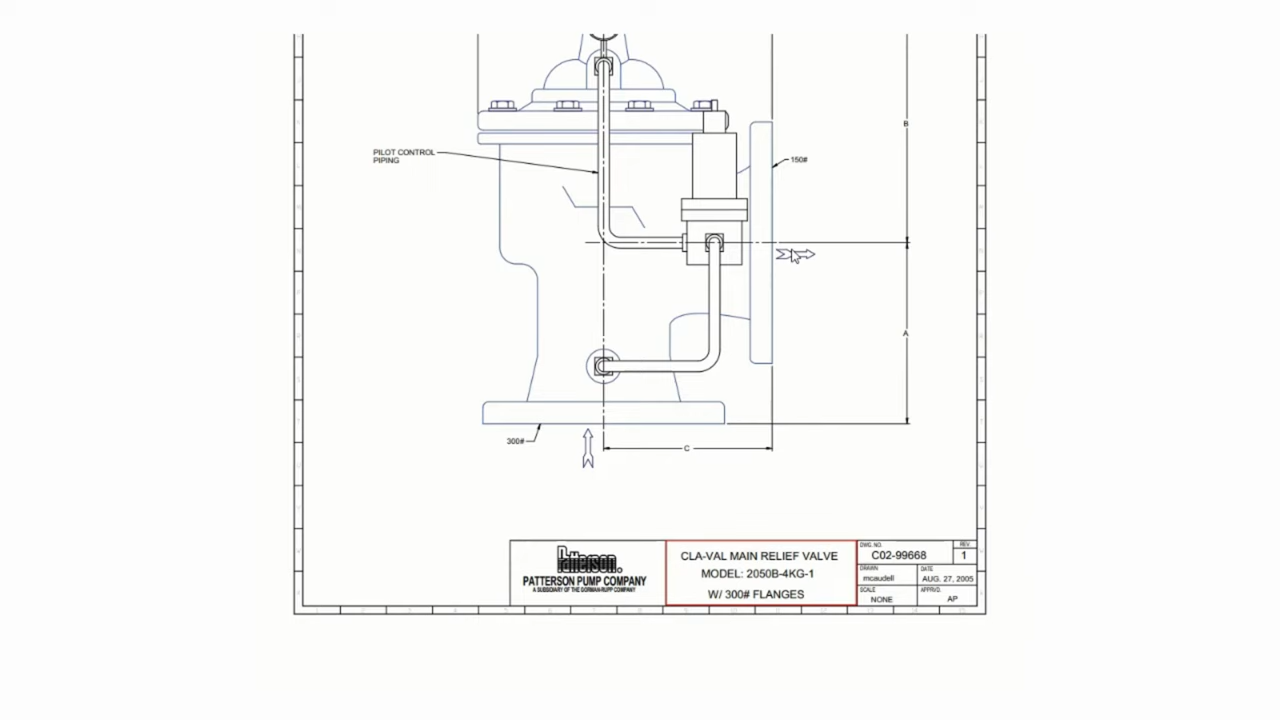 B
PILOT CONTROL
PIPING
150#
A
300#
C
Patterson.
PATTERSON PUMP COMPANY
A SUBSIDIARY OF THE GORMAN-RUPP COMPANY
CLA-VAL MAIN RELIEF VALVE
MODEL: 2050B-4KG-1
W/ 300# FLANGES
DWG. NO.
C02-99668
REV.
1
DRAWN
mcaudell
DATE
AUG. 27, 2005
SCALE
NONE
APPRVD.
AP